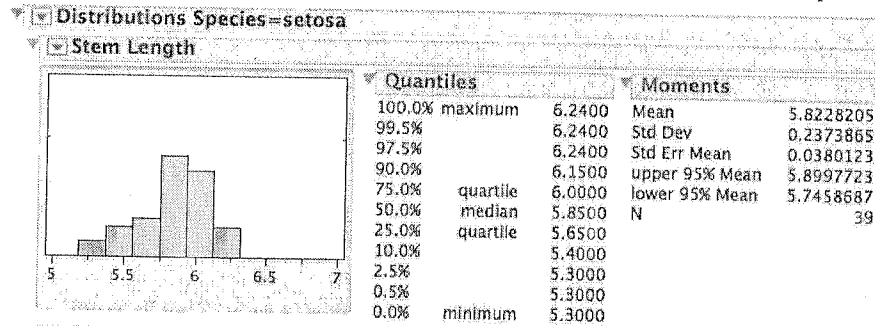 Distributions Species=setosa
Stem Length
5 5.5 6 6.5 7
Quantiles
100.0% maximum 6.2400
99.5% 6.2400
97.5% 6.2400
90.0% 6.1500
75.0% quartile 6.0000
50.0% median 5.8500
25.0% quartile 5.6500
10.0% 5.4000
2.5% 5.3000
0.5% 5.3000
0.0% minimum 5.3000
Moments
Mean 5.8228205
Std Dev 0.2373865
Std Err Mean 0.0380123
upper 95% Mean 5.8997723
lower 95% Mean 5.7458687
N 39